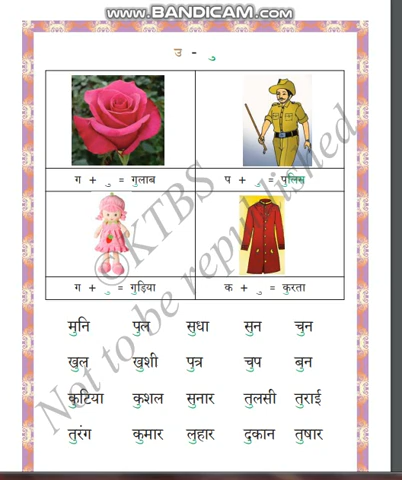 www.BANDICAM.com
उ - ु
ग + ु = गुलाब
प + ु = पुलिस
ग + ु = गुड़िया
क + ु = कुरता
मुनि पुल सुधा सुन चुन
खुल खुशी पुत्र चुप बुन
कुटिया कुशल सुनार तुलसी तुराई
तुरंग कुमार लुहार दुकान तुषार
©KTBS
Not to be republished